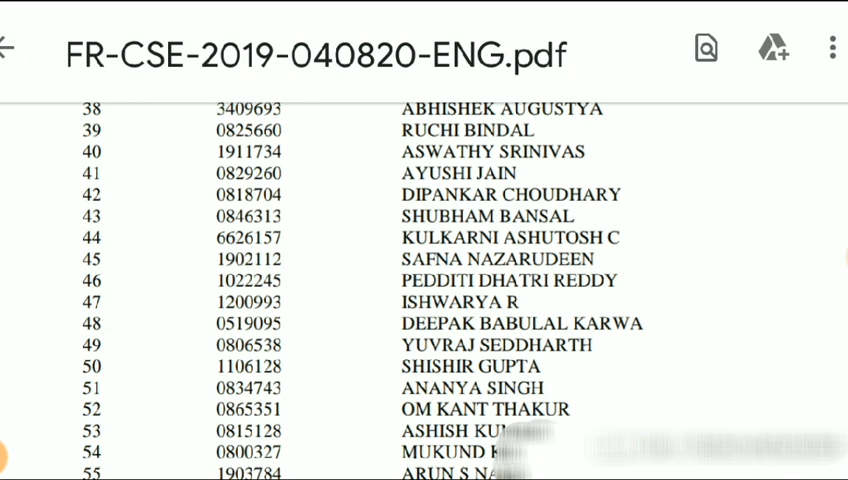 FR-CSE-2019-040820-ENG.pdf
38 3409693 ABHISHEK AUGUSTYA
39 0825660 RUCHI BINDAL
40 1911734 ASWATHY SRINIVAS
41 0829260 AYUSHI JAIN
42 0818704 DIPANKAR CHOUDHARY
43 0846313 SHUBHAM BANSAL
44 6626157 KULKARNI ASHUTOSH C
45 1902112 SAFNA NAZARUDEEN
46 1022245 PEDDITI DHATRI REDDY
47 1200993 ISHWARYA R
48 0519095 DEEPAK BABULAL KARWA
49 0806538 YUVRAJ SEDDHARTH
50 1106128 SHISHIR GUPTA
51 0834743 ANANYA SINGH
52 0865351 OM KANT THAKUR
53 0815128 ASHISH
54 0800327 MUKUND
55 1903784 ARUN S